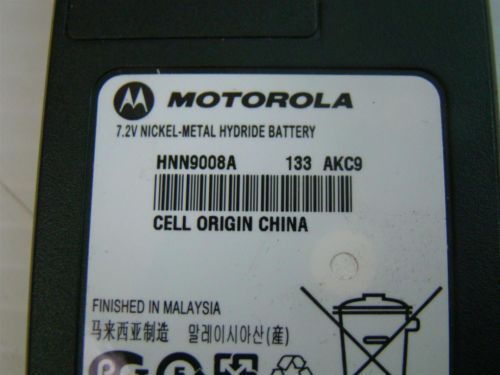 MOTOROLA
7.2V NICKEL-METAL HYDRIDE BATTERY
HNN9008A 133 AKC9
CELL ORIGIN CHINA
FINISHED IN MALAYSIA
马来西亚制造 말레이시아산(産)